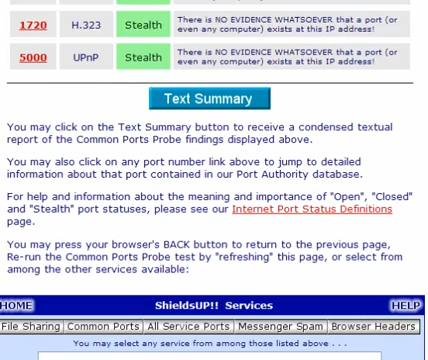 There is NO EVIDENCE WHATSOEVER that a port (or
1720 H.323 Stealth even any computer) exists at this IP address!
There is NO EVIDENCE WHATSOEVER that a port (or
5000 UPnP Stealth even any computer) exists at this IP address!
Text Summary
You may click on the Text Summary button to receive a condensed textual
report of the Common Ports Probe findings displayed above.
You may also click on any port number link above to jump to detailed
information about that port contained in our Port Authority database.
For help and information about the meaning and importance of "Open", "Closed"
and "Stealth" port statuses, please see our Internet Port Status Definitions
page.
You may press your browser's BACK button to return to the previous page,
Re-run the Common Ports Probe test by "refreshing" this page, or select from
among the other services available:
HOME ShieldsUP!! Services HELP
File Sharing Common Ports All Service Ports Messenger Spam Browser Headers
You may select any service from among those listed above . . .